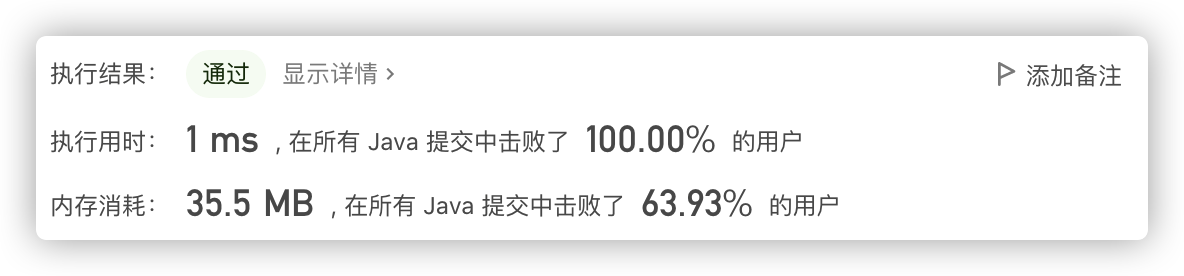 执行结果： 通过 显示详情 › 添加备注
执行用时： 1 ms , 在所有 Java 提交中击败了 100.00% 的用户
内存消耗： 35.5 MB , 在所有 Java 提交中击败了 63.93% 的用户